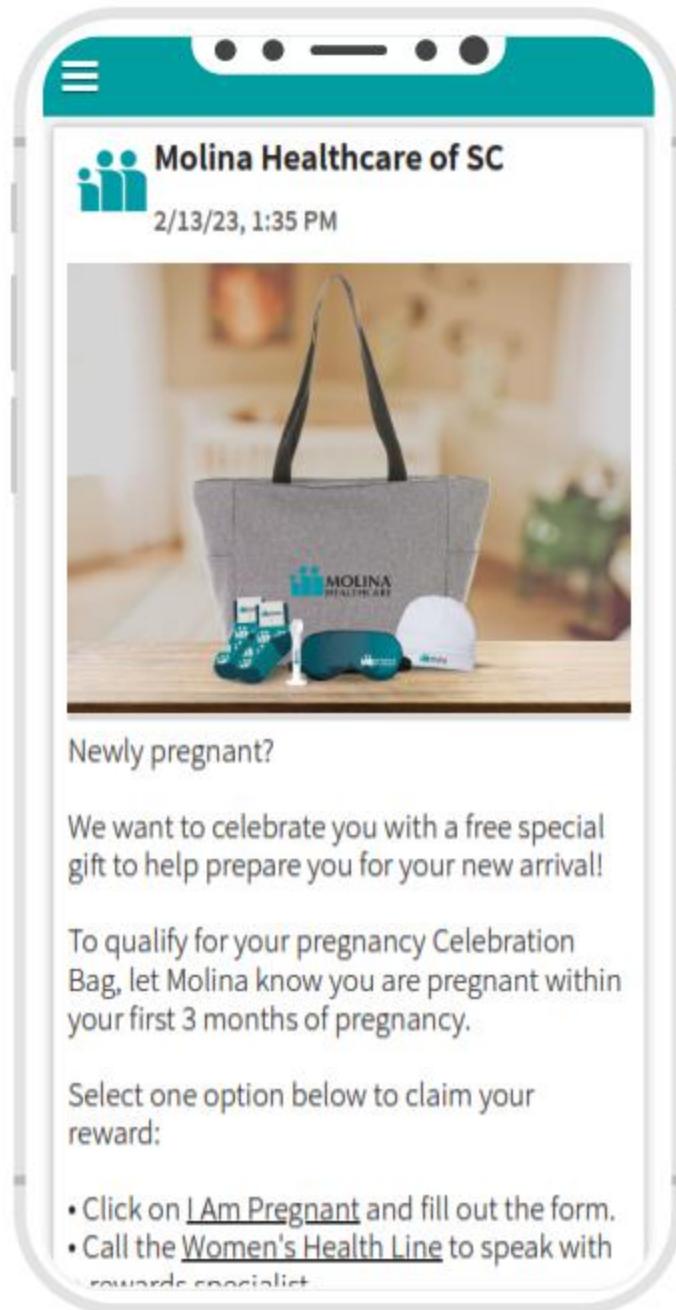 Molina Healthcare of SC
2/13/23, 1:35 PM
MOLINA
HEALTHCARE
Newly pregnant?
We want to celebrate you with a free special
gift to help prepare you for your new arrival!
To qualify for your pregnancy Celebration
Bag, let Molina know you are pregnant within
your first 3 months of pregnancy.
Select one option below to claim your
reward:
• Click on I Am Pregnant and fill out the form.
• Call the Women's Health Line to speak with
rewards specialist